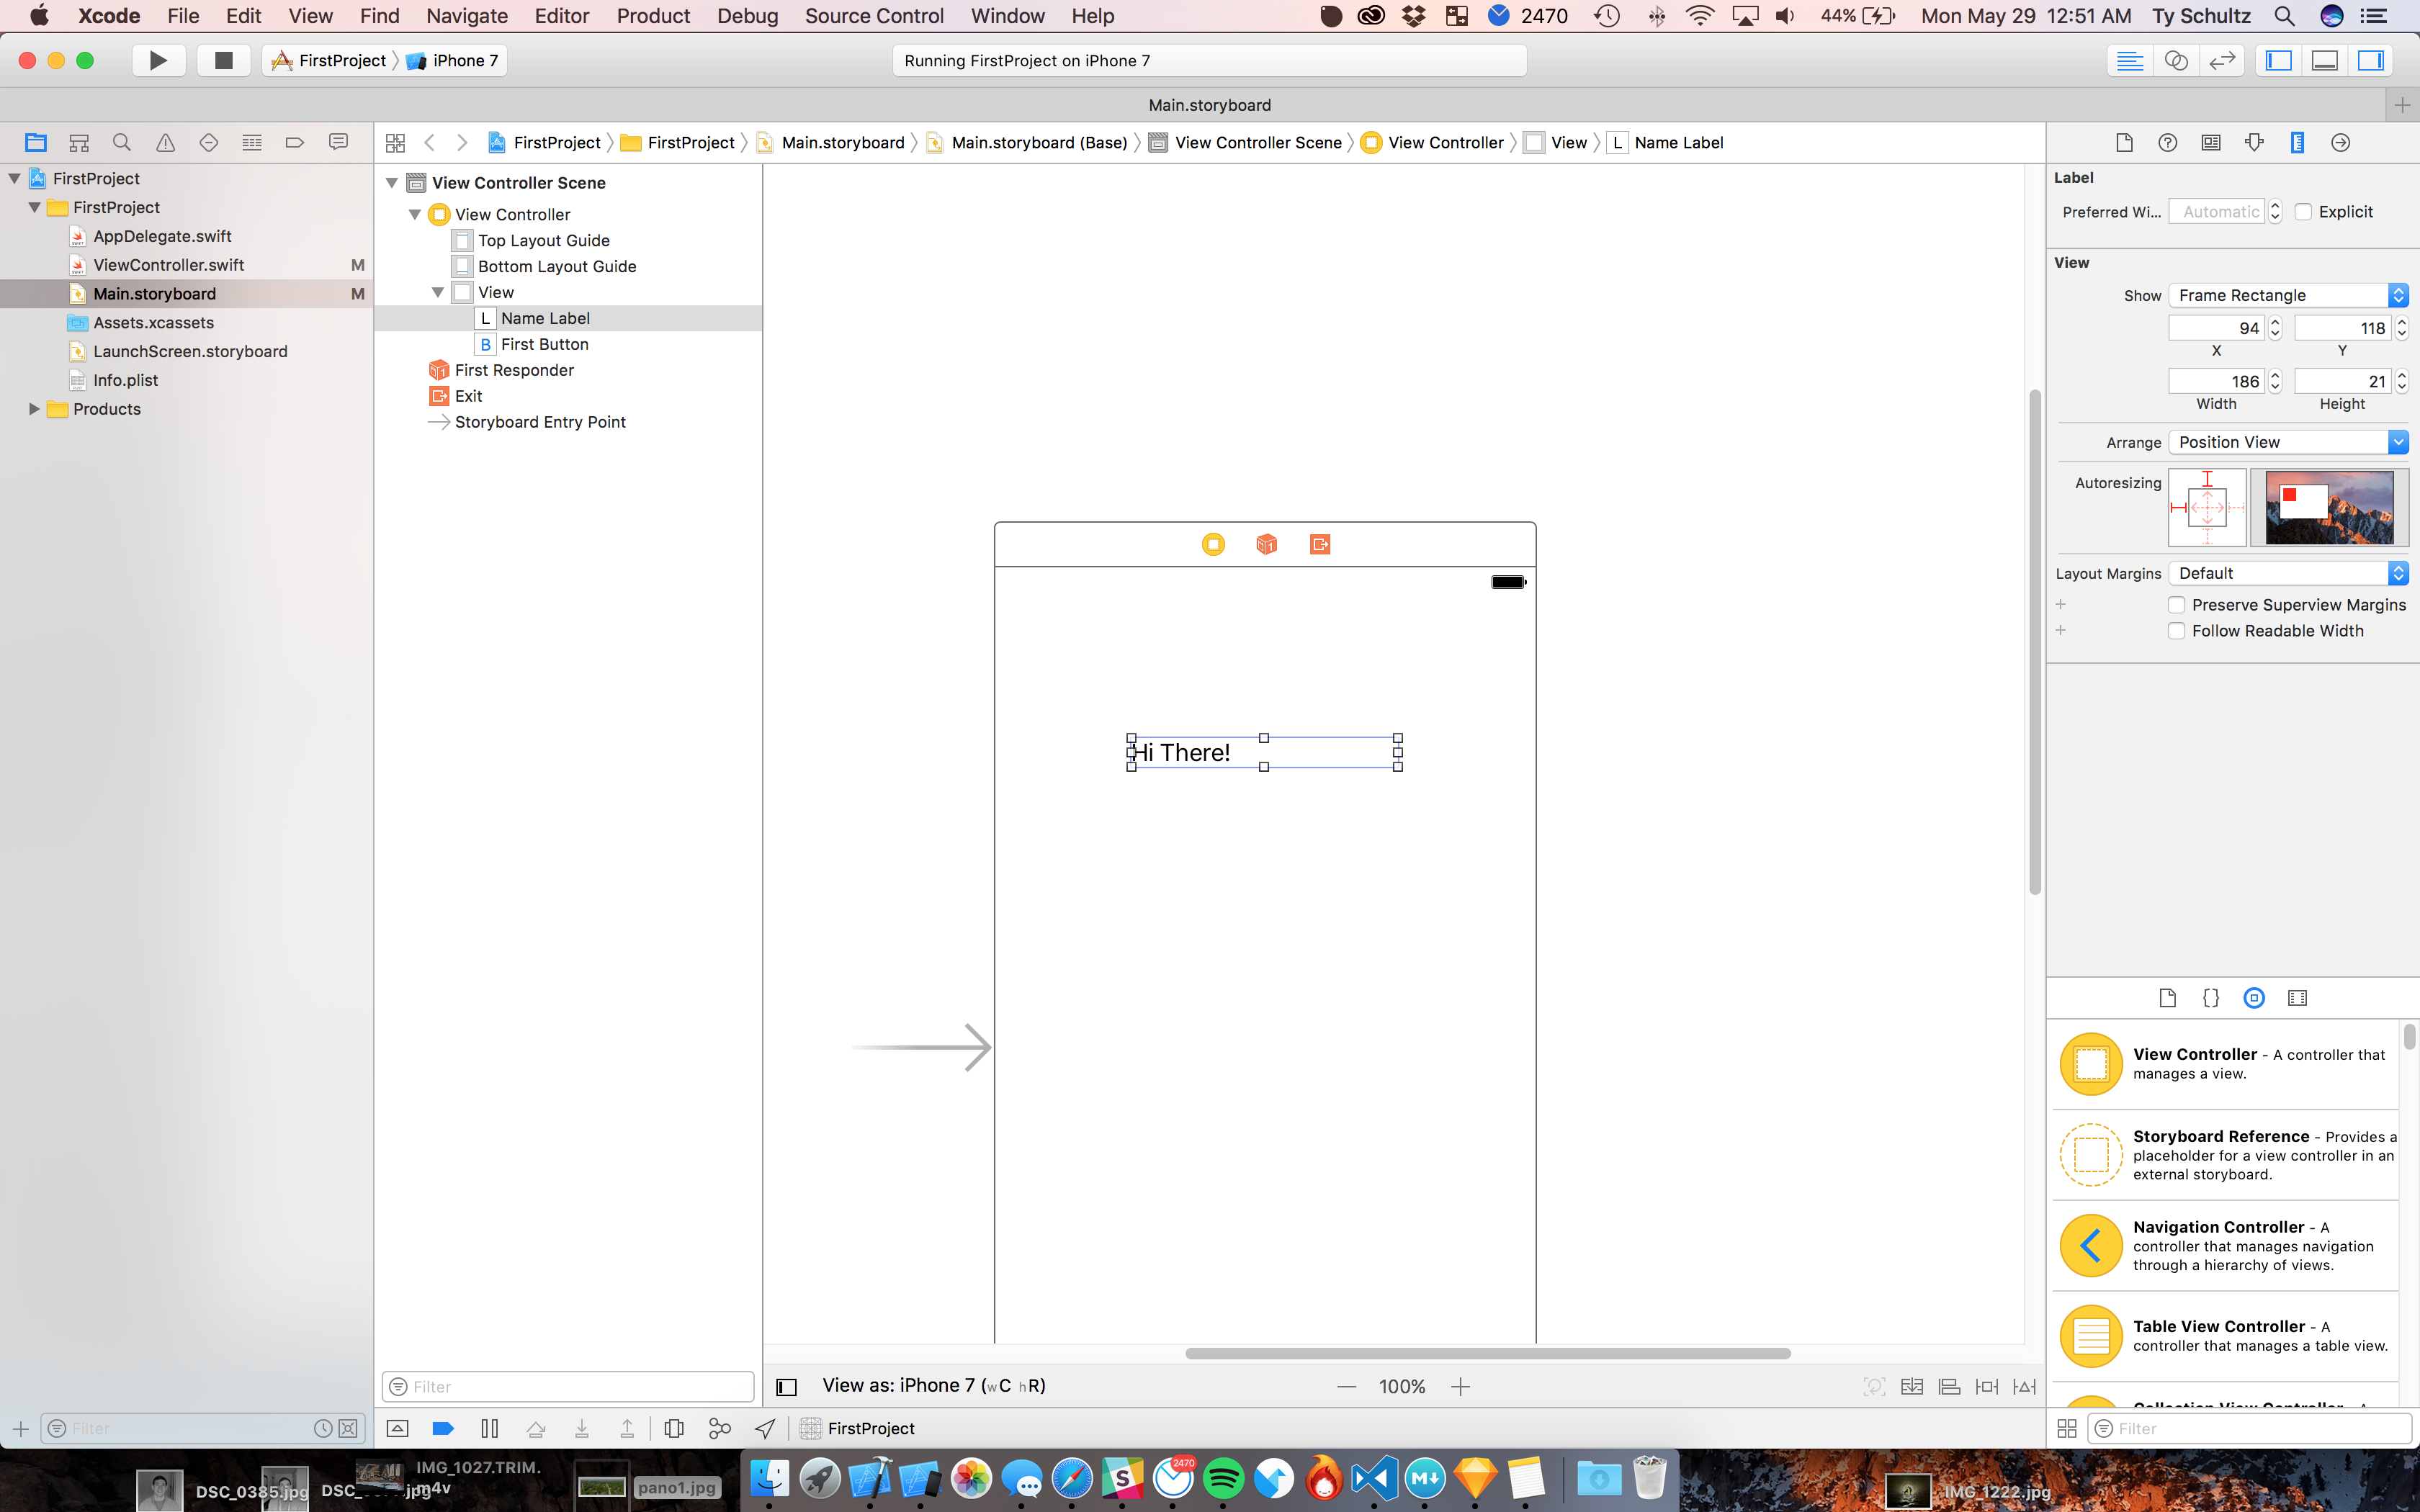 Xcode File Edit View Find Navigate Editor Product Debug Source Control Window Help 2470 44% Mon May 29 12:51 AM Ty Schultz
FirstProject iPhone 7
Running FirstProject on iPhone 7
Main.storyboard
FirstProject FirstProject Main.storyboard Main.storyboard (Base) View Controller Scene View Controller View L Name Label
FirstProject
FirstProject
AppDelegate.swift
ViewController.swift M
Main.storyboard M
Assets.xcassets
LaunchScreen.storyboard
Info.plist
Products
Filter
View Controller Scene
View Controller
Top Layout Guide
Bottom Layout Guide
View
L Name Label
B First Button
First Responder
Exit
Storyboard Entry Point
Filter
Hi There!
View as: iPhone 7 (wC hR)
100%
FirstProject
Label
Preferred Wi... Automatic Explicit
View
Show Frame Rectangle
94 118
X Y
186 21
Width Height
Arrange Position View
Autoresizing
Layout Margins Default
Preserve Superview Margins
Follow Readable Width
View Controller - A controller that
manages a view.
Storyboard Reference - Provides a
placeholder for a view controller in an
external storyboard.
Navigation Controller - A
controller that manages navigation
through a hierarchy of views.
Table View Controller - A
controller that manages a table view.
Collection View Controller - A
Filter
DSC_0385.jpg
IMG_1027.TRIM.
m4v
pano1.jpg
2470
IMG_1222.jpg